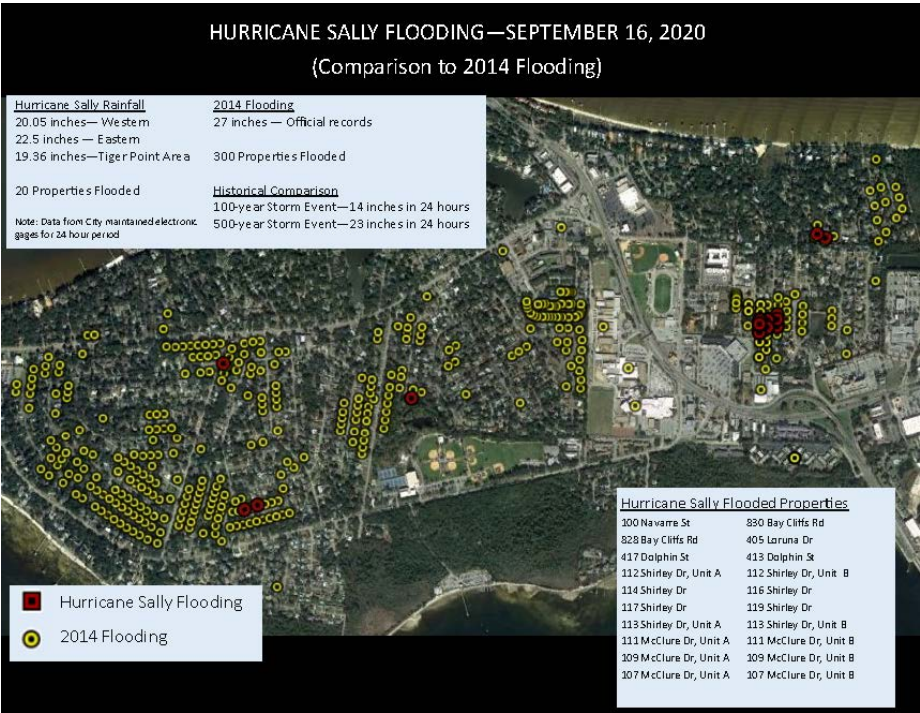 HURRICANE SALLY FLOODING—SEPTEMBER 16, 2020
(Comparison to 2014 Flooding)
Hurricane Sally Rainfall
20.05 inches— Western
22.5 inches — Eastern
19.36 inches—Tiger Point Area
20 Properties Flooded
Note: Data from City maintained electronic
gages for 24 hour period
2014 Flooding
27 inches — Official records
300 Properties Flooded
Historical Comparison
100-year Storm Event—14 inches in 24 hours
500-year Storm Event—23 inches in 24 hours
Hurricane Sally Flooded Properties
100 Navarre St 830 Bay Cliffs Rd
828 Bay Cliffs Rd 405 Loruna Dr
417 Dolphin St 413 Dolphin St
112 Shirley Dr, Unit A 112 Shirley Dr, Unit B
114 Shirley Dr 116 Shirley Dr
117 Shirley Dr 119 Shirley Dr
113 Shirley Dr, Unit A 113 Shirley Dr, Unit B
111 McClure Dr, Unit A 111 McClure Dr, Unit B
109 McClure Dr, Unit A 109 McClure Dr, Unit B
107 McClure Dr, Unit A 107 McClure Dr, Unit B
Hurricane Sally Flooding
2014 Flooding